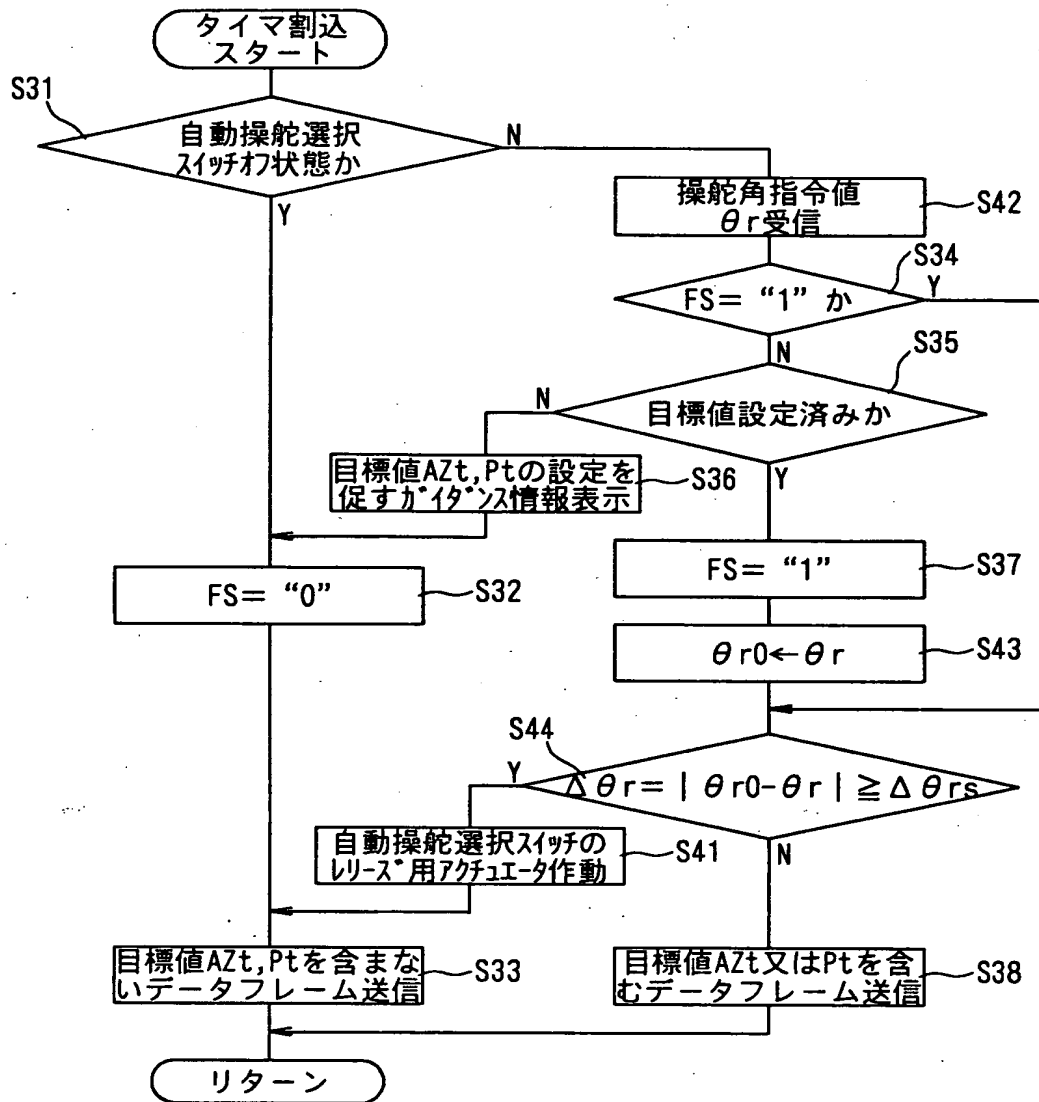 タイマ割込
スタート
S31
自動操舵選択
スイッチオフ状態か
N
Y
操舵角指令値
θr受信
S42
S34
FS= “1” か
Y
N
S35
目標値設定済みか
N
Y
目標値AZt,Ptの設定を
促すガイダンス情報表示
S36
FS= “0”
S32
FS= “1”
S37
θr0←θr
S43
S44
Y
Δθr=|θr0-θr|≧Δθrs
N
自動操舵選択スイッチの
レリーズ用アクチュエータ作動
S41
目標値AZt,Ptを含まな
いデータフレーム送信
S33
目標値AZt又はPtを含
むデータフレーム送信
S38
リターン